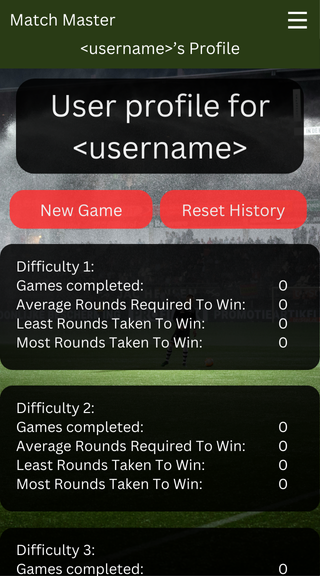 Match Master
<username>’s Profile
User profile for
<username>
New Game
Reset History
Difficulty 1:
Games completed: 0
Average Rounds Required To Win: 0
Least Rounds Taken To Win: 0
Most Rounds Taken To Win: 0
Difficulty 2:
Games completed: 0
Average Rounds Required To Win: 0
Least Rounds Taken To Win: 0
Most Rounds Taken To Win: 0
Difficulty 3:
Games completed: 0